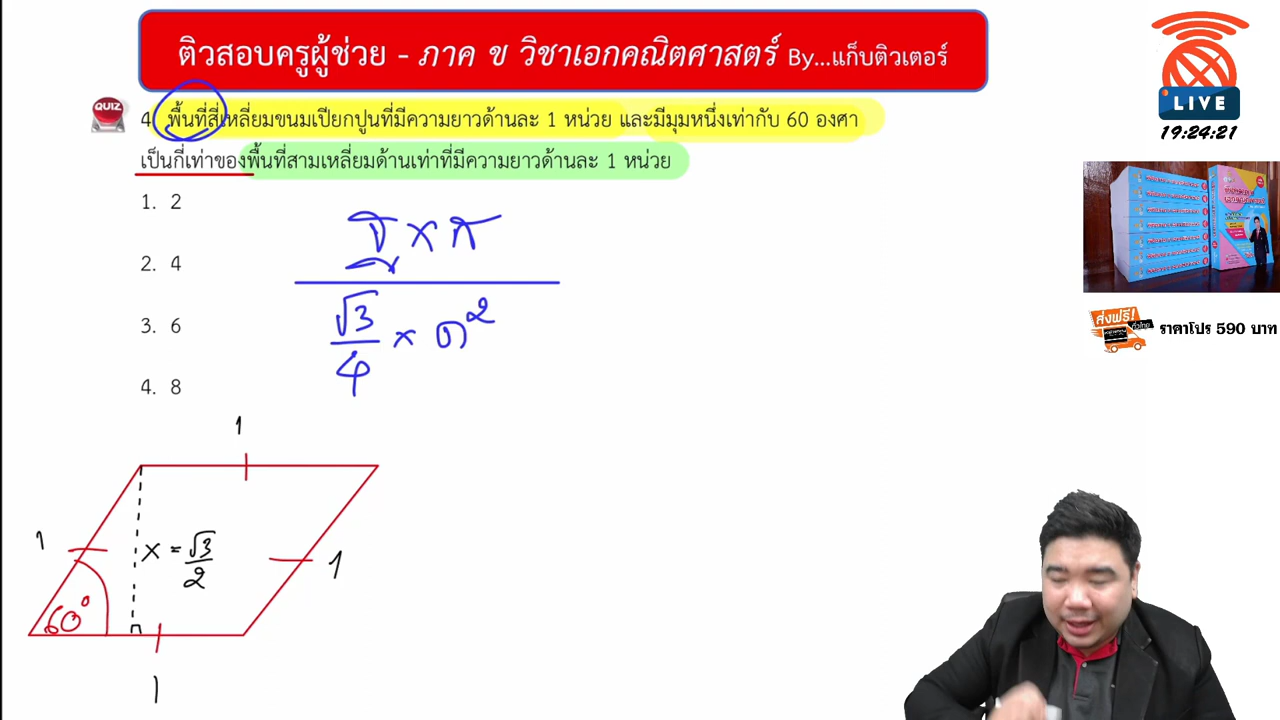 ติวสอบครูผู้ช่วย - ภาค ข วิชาเอกคณิตศาสตร์ By...แก็บติวเตอร์
LIVE
19:24:21
QUIZ
4. พื้นที่สี่เหลี่ยมขนมเปียกปูนที่มีความยาวด้านละ 1 หน่วย และมีมุมหนึ่งเท่ากับ 60 องศา
เป็นกี่เท่าของพื้นที่สามเหลี่ยมด้านเท่าที่มีความยาวด้านละ 1 หน่วย
1. 2
2. 4
3. 6
4. 8
ฐ × ส
√3/4 × ด²
1
1
x = √3/2
1
60°
1
ส่งฟรี!
ทั่วไทย
ราคาโปร 590 บาท